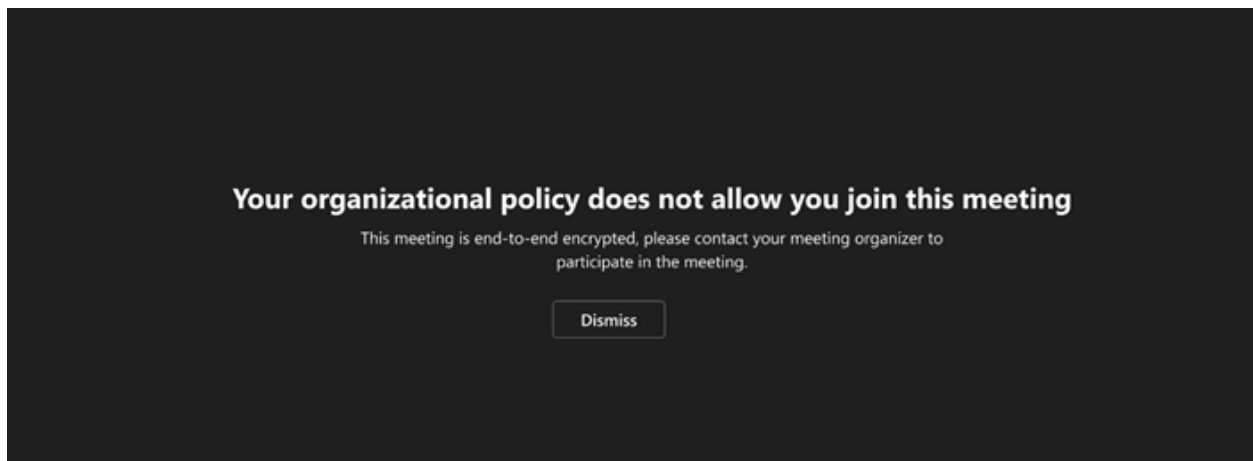 Your organizational policy does not allow you join this meeting
This meeting is end-to-end encrypted, please contact your meeting organizer to
participate in the meeting.
Dismiss